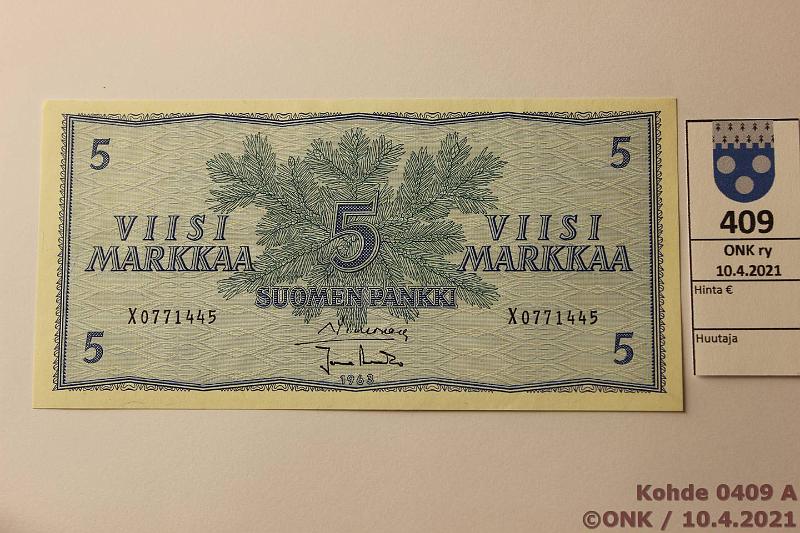 5 5
VIISI VIISI
5
MARKKAA MARKKAA
SUOMEN PANKKI
X0771445 X0771445
5 5
1963
409
ONK ry
10.4.2021
Hinta €
Huutaja
Kohde 0409 A
©ONK / 10.4.2021